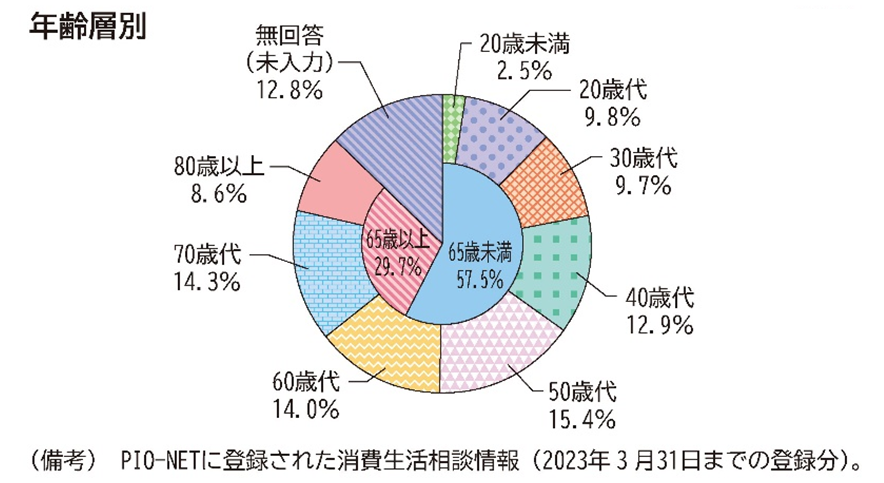 年齢層別
無回答
（未入力）
12.8%
20歳未満
2.5%
20歳代
9.8%
30歳代
9.7%
40歳代
12.9%
50歳代
15.4%
60歳代
14.0%
70歳代
14.3%
80歳以上
8.6%
65歳以上
29.7%
65歳未満
57.5%
（備考） PIO-NETに登録された消費生活相談情報（2023年３月31日までの登録分）。